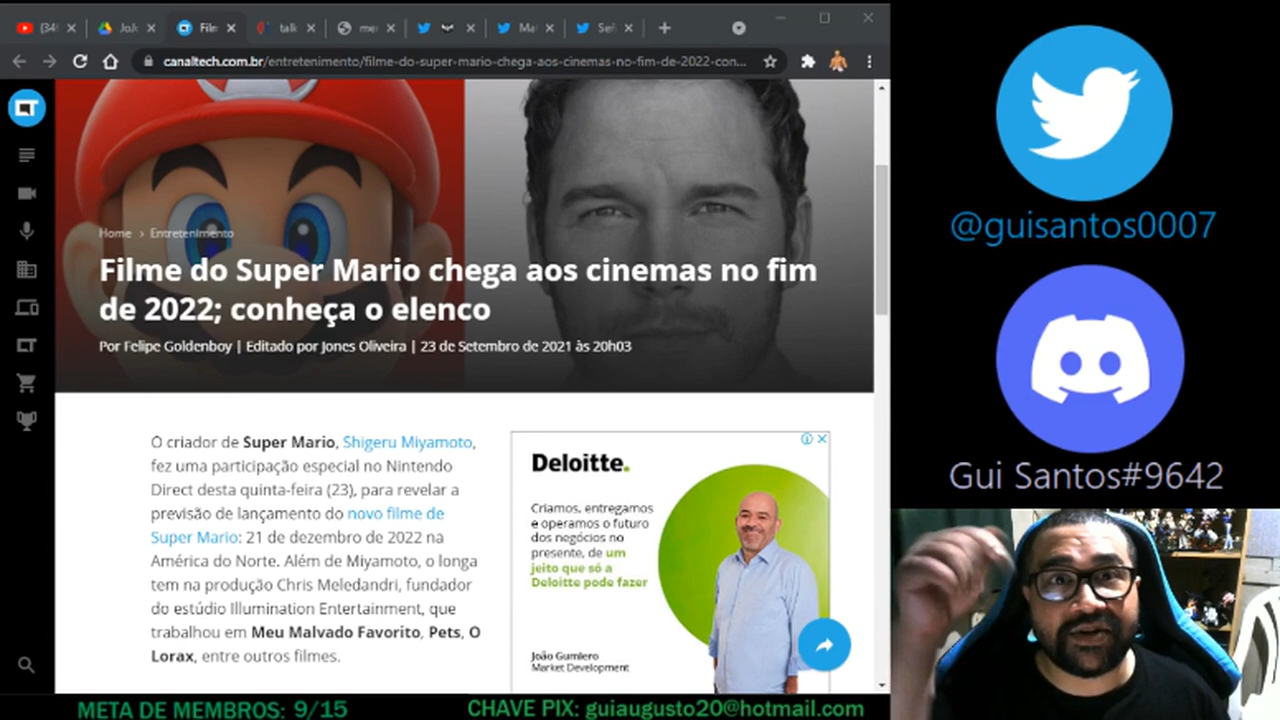 (34
JoJo
Film
talk
me
Ma
Sei
canaltech.com.br/entretenimento/filme-do-super-mario-chega-aos-cinemas-no-fim-de-2022-con...
Home > Entretenimento
Filme do Super Mario chega aos cinemas no fim
de 2022; conheça o elenco
Por Felipe Goldenboy | Editado por Jones Oliveira | 23 de Setembro de 2021 às 20h03
O criador de Super Mario, Shigeru Miyamoto,
fez uma participação especial no Nintendo
Direct desta quinta-feira (23), para revelar a
previsão de lançamento do novo filme de
Super Mario: 21 de dezembro de 2022 na
América do Norte. Além de Miyamoto, o longa
tem na produção Chris Meledandri, fundador
do estúdio Illumination Entertainment, que
trabalhou em Meu Malvado Favorito, Pets, O
Lorax, entre outros filmes.
Deloitte.
Criamos, entregamos
e operamos o futuro
dos negócios no
presente, de um
jeito que só a
Deloitte pode fazer
João Gumiero
Market Development
@guisantos0007
Gui Santos#9642
META DE MEMBROS: 9/15
CHAVE PIX: guiaugusto20@hotmail.com